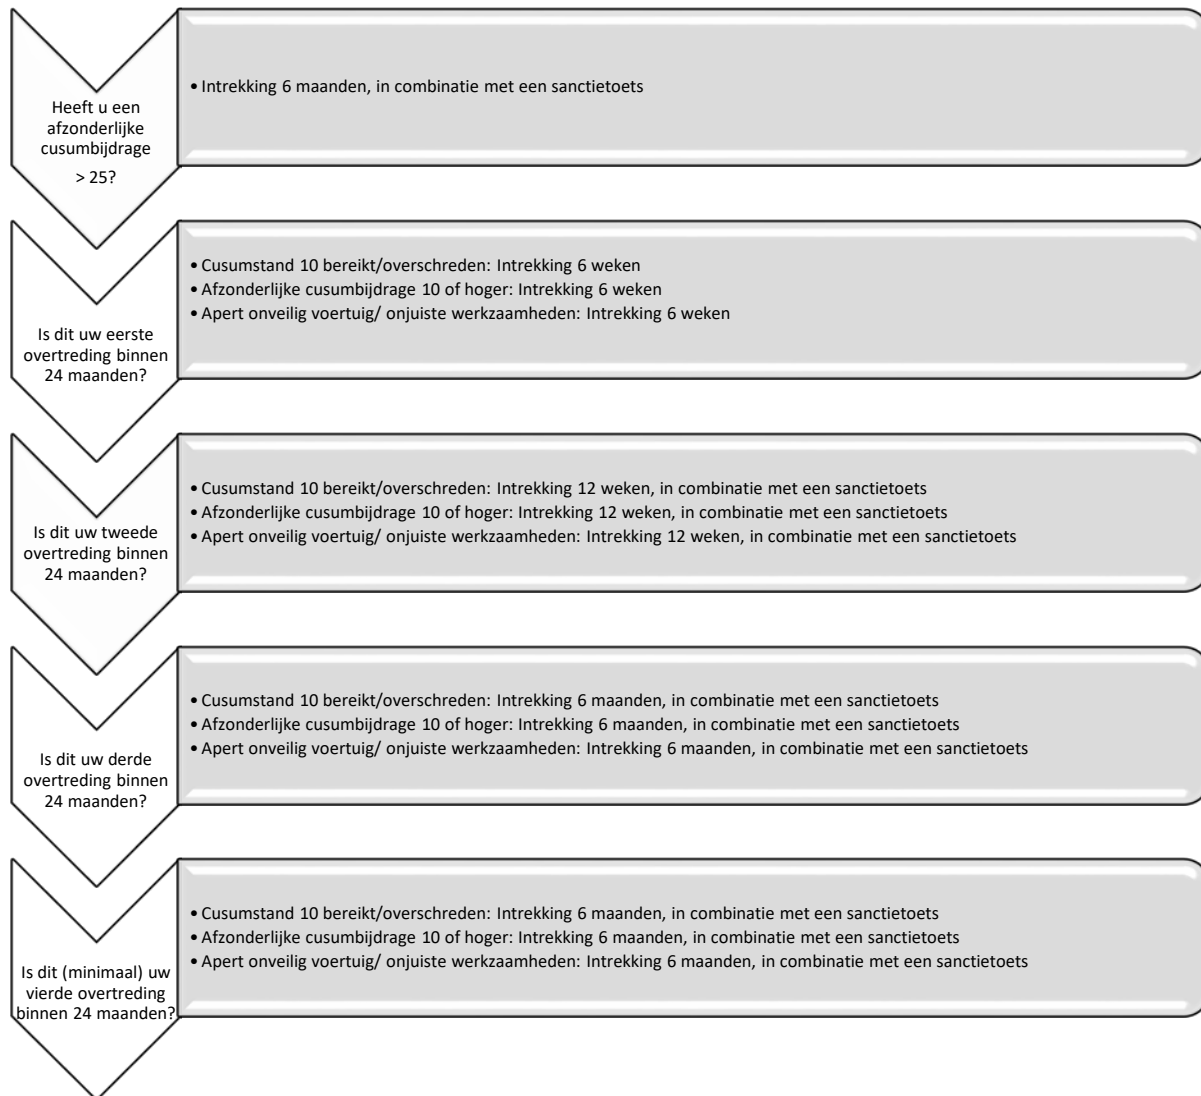 Heeft u een
afzonderlijke
cusumbijdrage
> 25?
• Intrekking 6 maanden, in combinatie met een sanctietoets
Is dit uw eerste
overtreding binnen
24 maanden?
• Cusumstand 10 bereikt/overschreden: Intrekking 6 weken
• Afzonderlijke cusumbijdrage 10 of hoger: Intrekking 6 weken
• Apert onveilig voertuig/ onjuiste werkzaamheden: Intrekking 6 weken
Is dit uw tweede
overtreding binnen
24 maanden?
• Cusumstand 10 bereikt/overschreden: Intrekking 12 weken, in combinatie met een sanctietoets
• Afzonderlijke cusumbijdrage 10 of hoger: Intrekking 12 weken, in combinatie met een sanctietoets
• Apert onveilig voertuig/ onjuiste werkzaamheden: Intrekking 12 weken, in combinatie met een sanctietoets
Is dit uw derde
overtreding binnen
24 maanden?
• Cusumstand 10 bereikt/overschreden: Intrekking 6 maanden, in combinatie met een sanctietoets
• Afzonderlijke cusumbijdrage 10 of hoger: Intrekking 6 maanden, in combinatie met een sanctietoets
• Apert onveilig voertuig/ onjuiste werkzaamheden: Intrekking 6 maanden, in combinatie met een sanctietoets
Is dit (minimaal) uw
vierde overtreding
binnen 24 maanden?
• Cusumstand 10 bereikt/overschreden: Intrekking 6 maanden, in combinatie met een sanctietoets
• Afzonderlijke cusumbijdrage 10 of hoger: Intrekking 6 maanden, in combinatie met een sanctietoets
• Apert onveilig voertuig/ onjuiste werkzaamheden: Intrekking 6 maanden, in combinatie met een sanctietoets